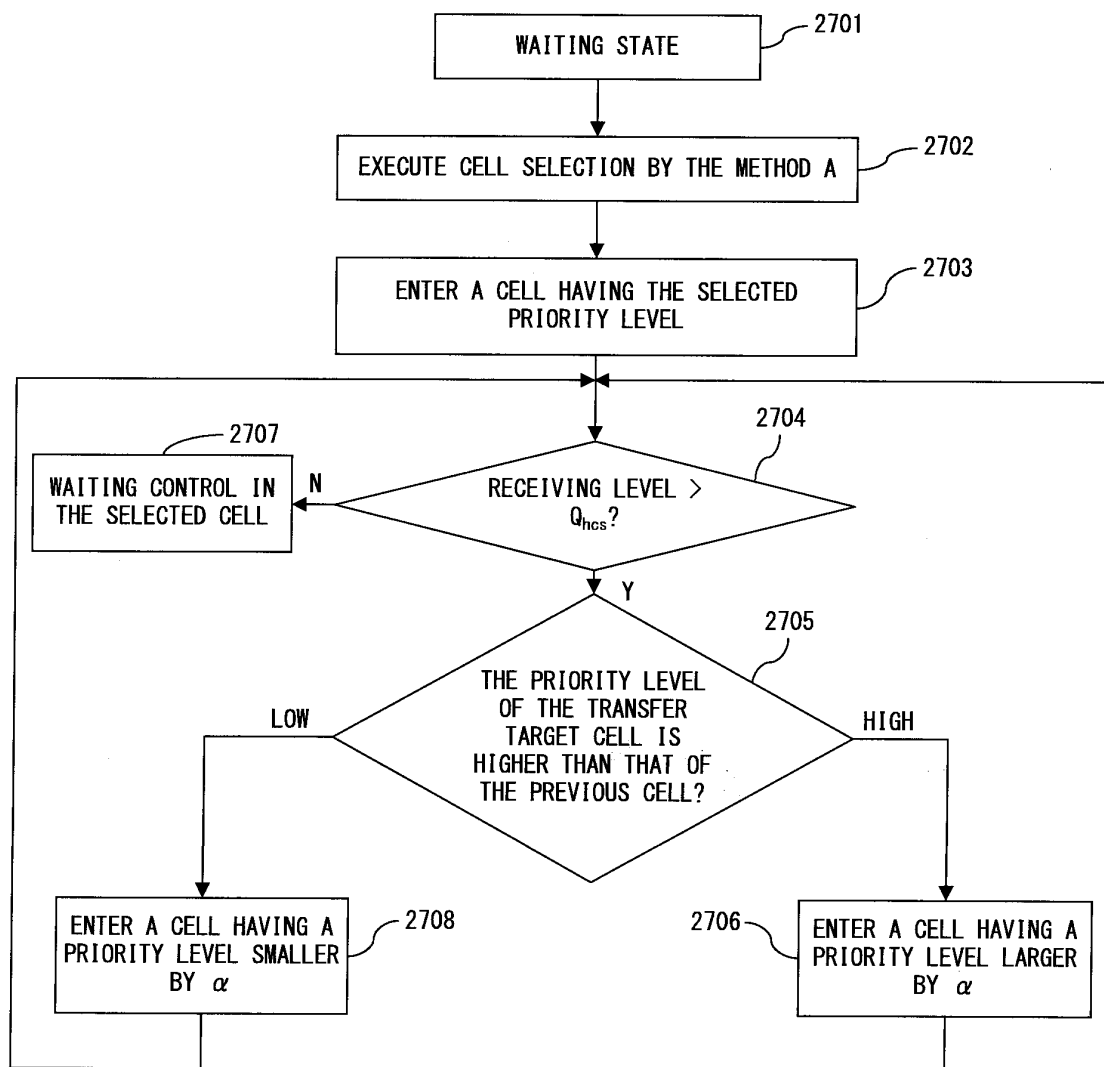 2701
WAITING STATE
2702
EXECUTE CELL SELECTION BY THE METHOD A
2703
ENTER A CELL HAVING THE SELECTED
PRIORITY LEVEL
2704
2707
RECEIVING LEVEL >
Qhcs?
N
WAITING CONTROL IN
THE SELECTED CELL
Y
2705
THE PRIORITY LEVEL
OF THE TRANSFER
TARGET CELL IS
HIGHER THAN THAT OF
THE PREVIOUS CELL?
LOW
HIGH
2708
ENTER A CELL HAVING A
PRIORITY LEVEL SMALLER
BY α
2706
ENTER A CELL HAVING A
PRIORITY LEVEL LARGER
BY α